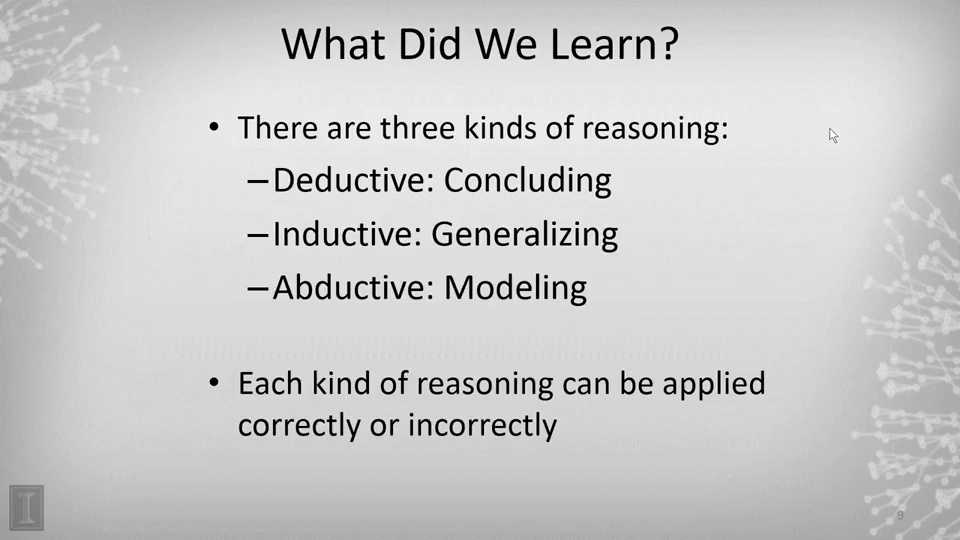 What Did We Learn?
• There are three kinds of reasoning:
–Deductive: Concluding
–Inductive: Generalizing
–Abductive: Modeling
• Each kind of reasoning can be applied
correctly or incorrectly
I
9